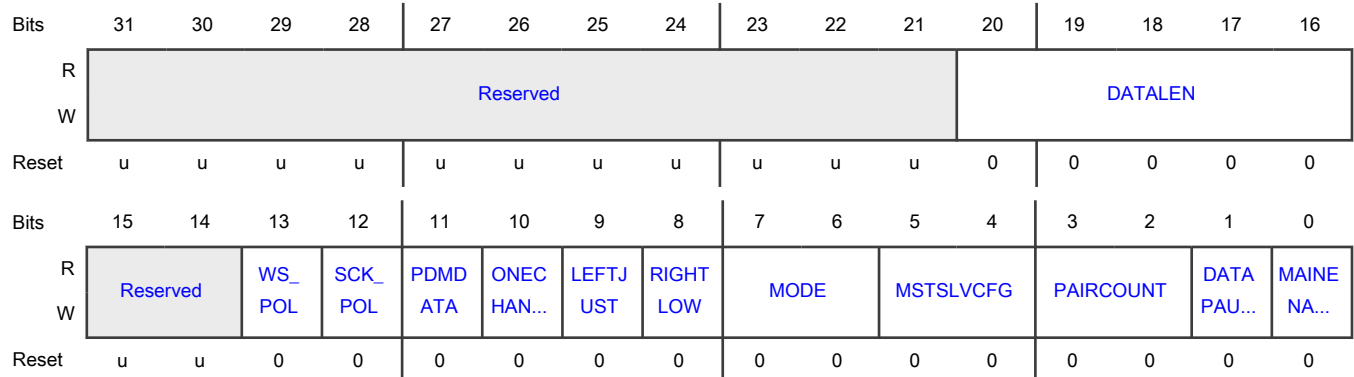 Bits 31 30 29 28 27 26 25 24 23 22 21 20 19 18 17 16
R
Reserved DATALEN
W
Reset u u u u u u u u u u u 0 0 0 0 0
Bits 15 14 13 12 11 10 9 8 7 6 5 4 3 2 1 0
R WS_ SCK_ PDMD ONEC LEFTJ RIGHT DATA MAINE
Reserved MODE MSTSLVCFG PAIRCOUNT
W POL POL ATA HAN... UST LOW PAU... NA...
Reset u u 0 0 0 0 0 0 0 0 0 0 0 0 0 0